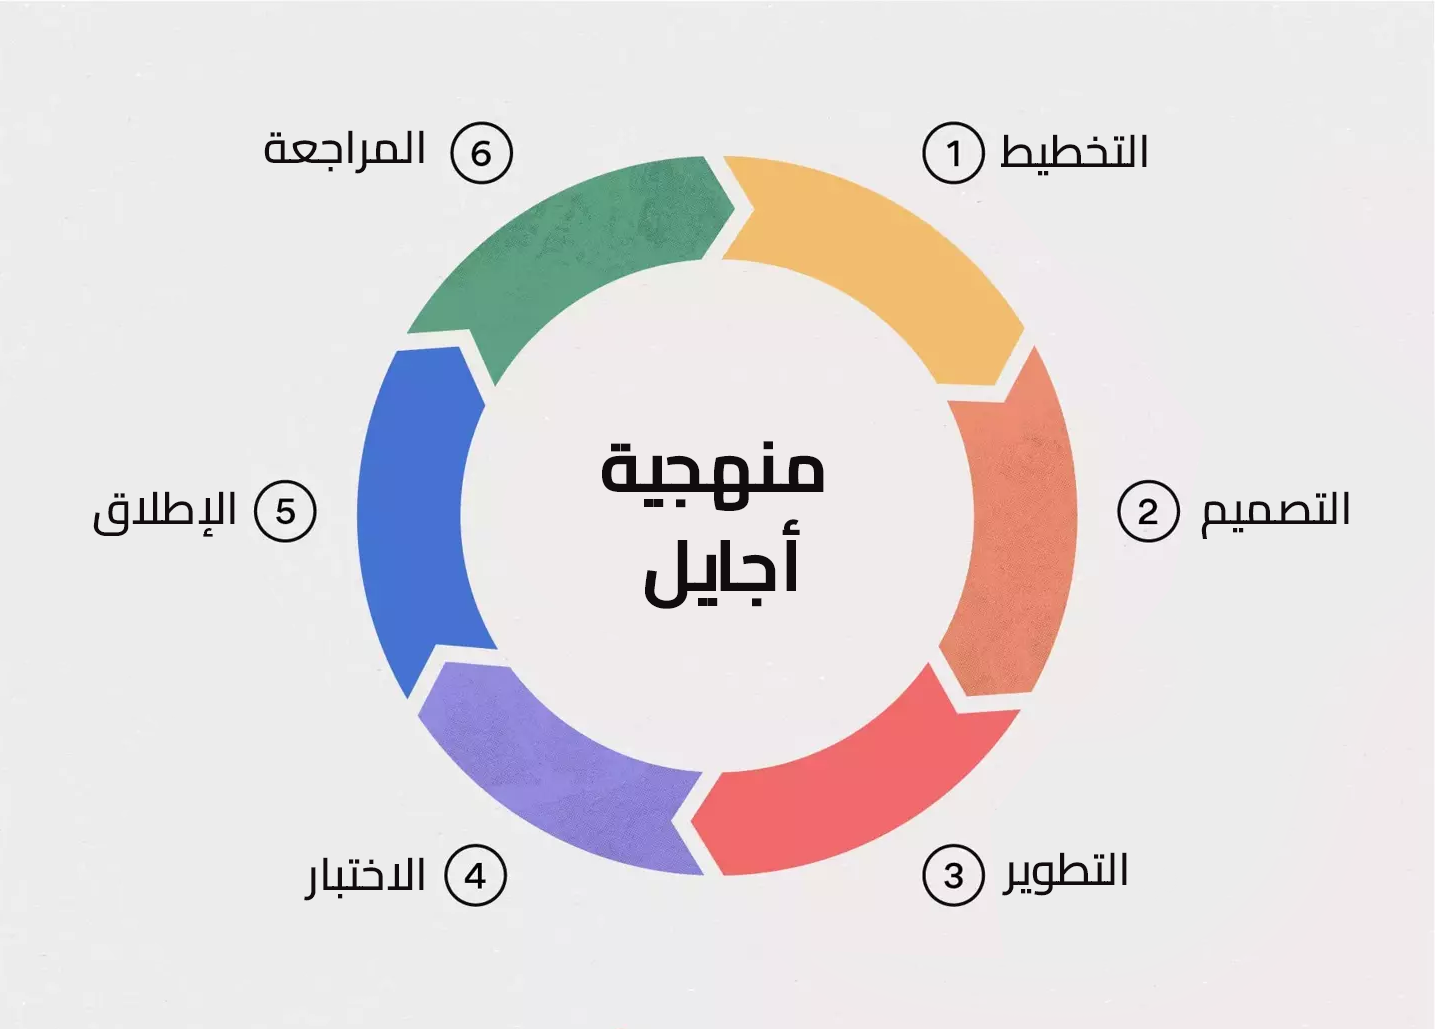 منهجية
أجايل
1 التخطيط
2 التصميم
3 التطوير
4 الاختبار
5 الإطلاق
6 المراجعة